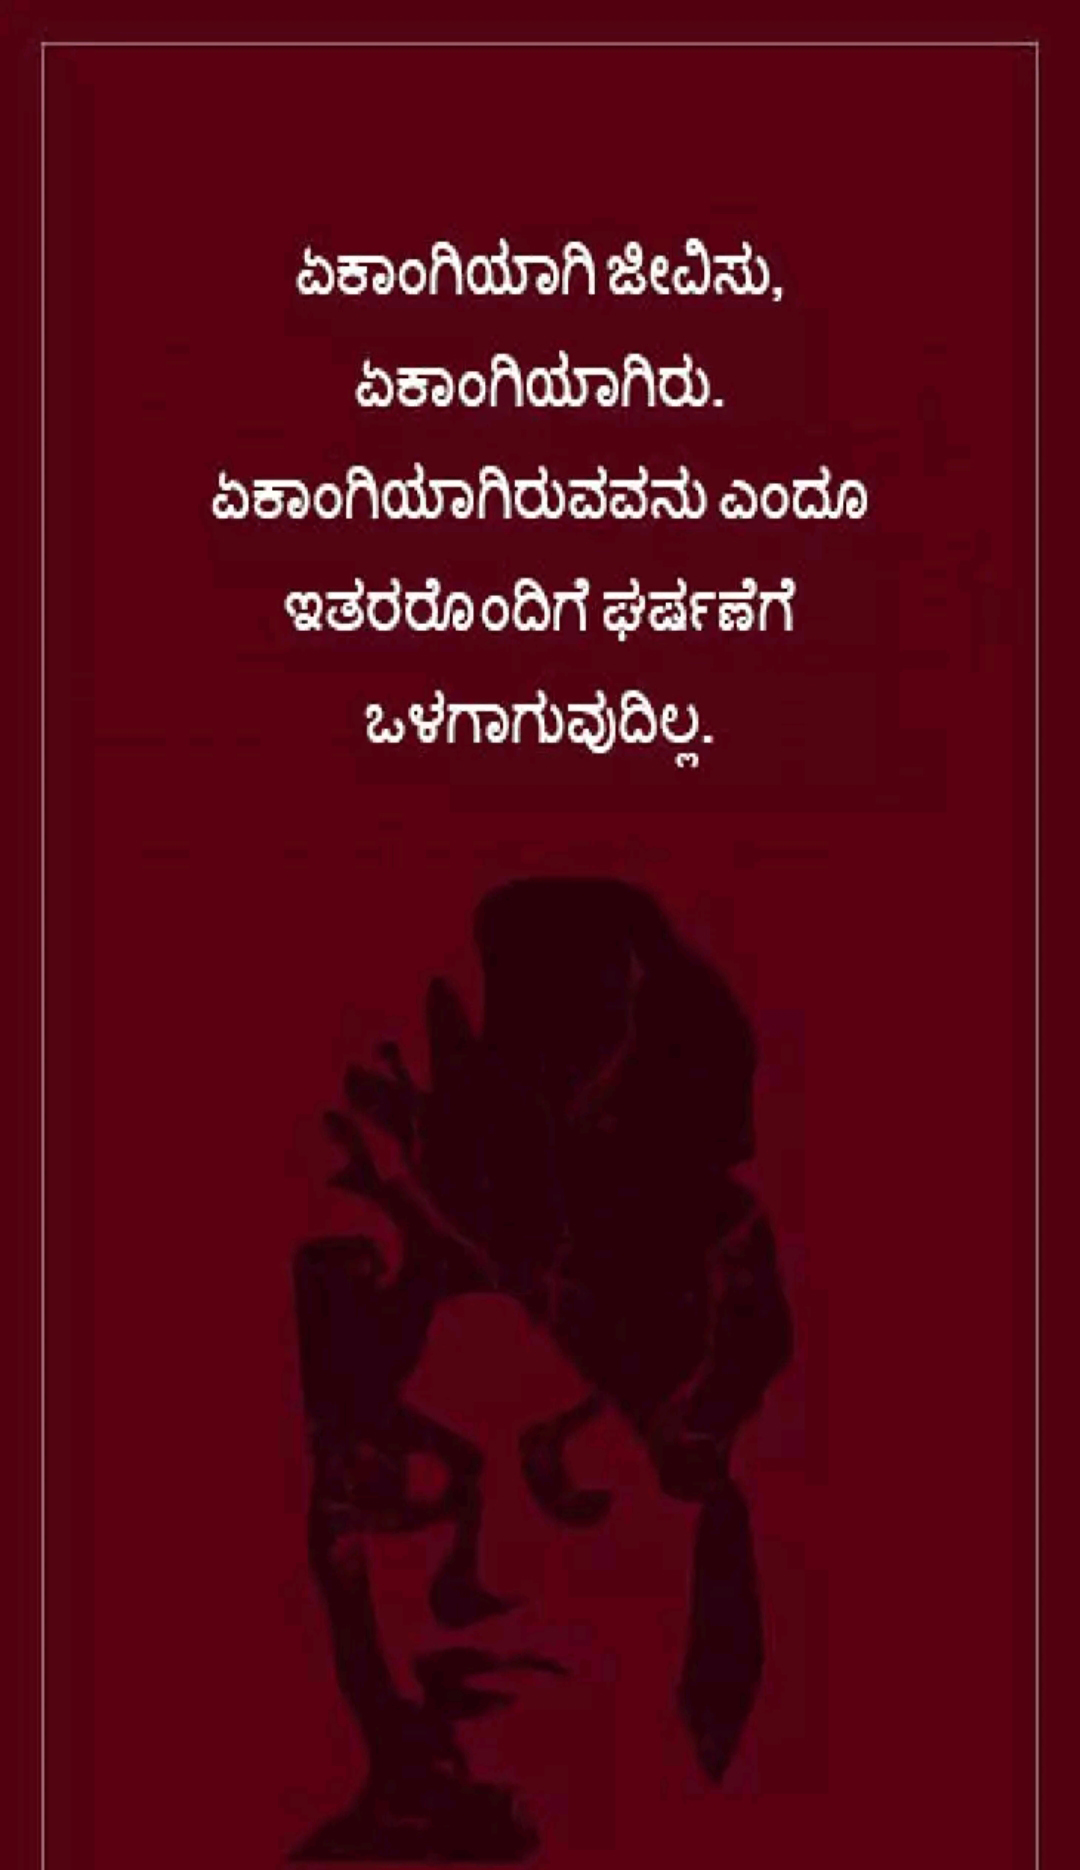 ಏಕಾಂಗಿಯಾಗಿ ಜೀವಿಸು,
ಏಕಾಂಗಿಯಾಗಿರು.
ಏಕಾಂಗಿಯಾಗಿರುವವನು ಎಂದೂ
ಇತರರೊಂದಿಗೆ ಘರ್ಷಣೆಗೆ
ಒಳಗಾಗುವುದಿಲ್ಲ.